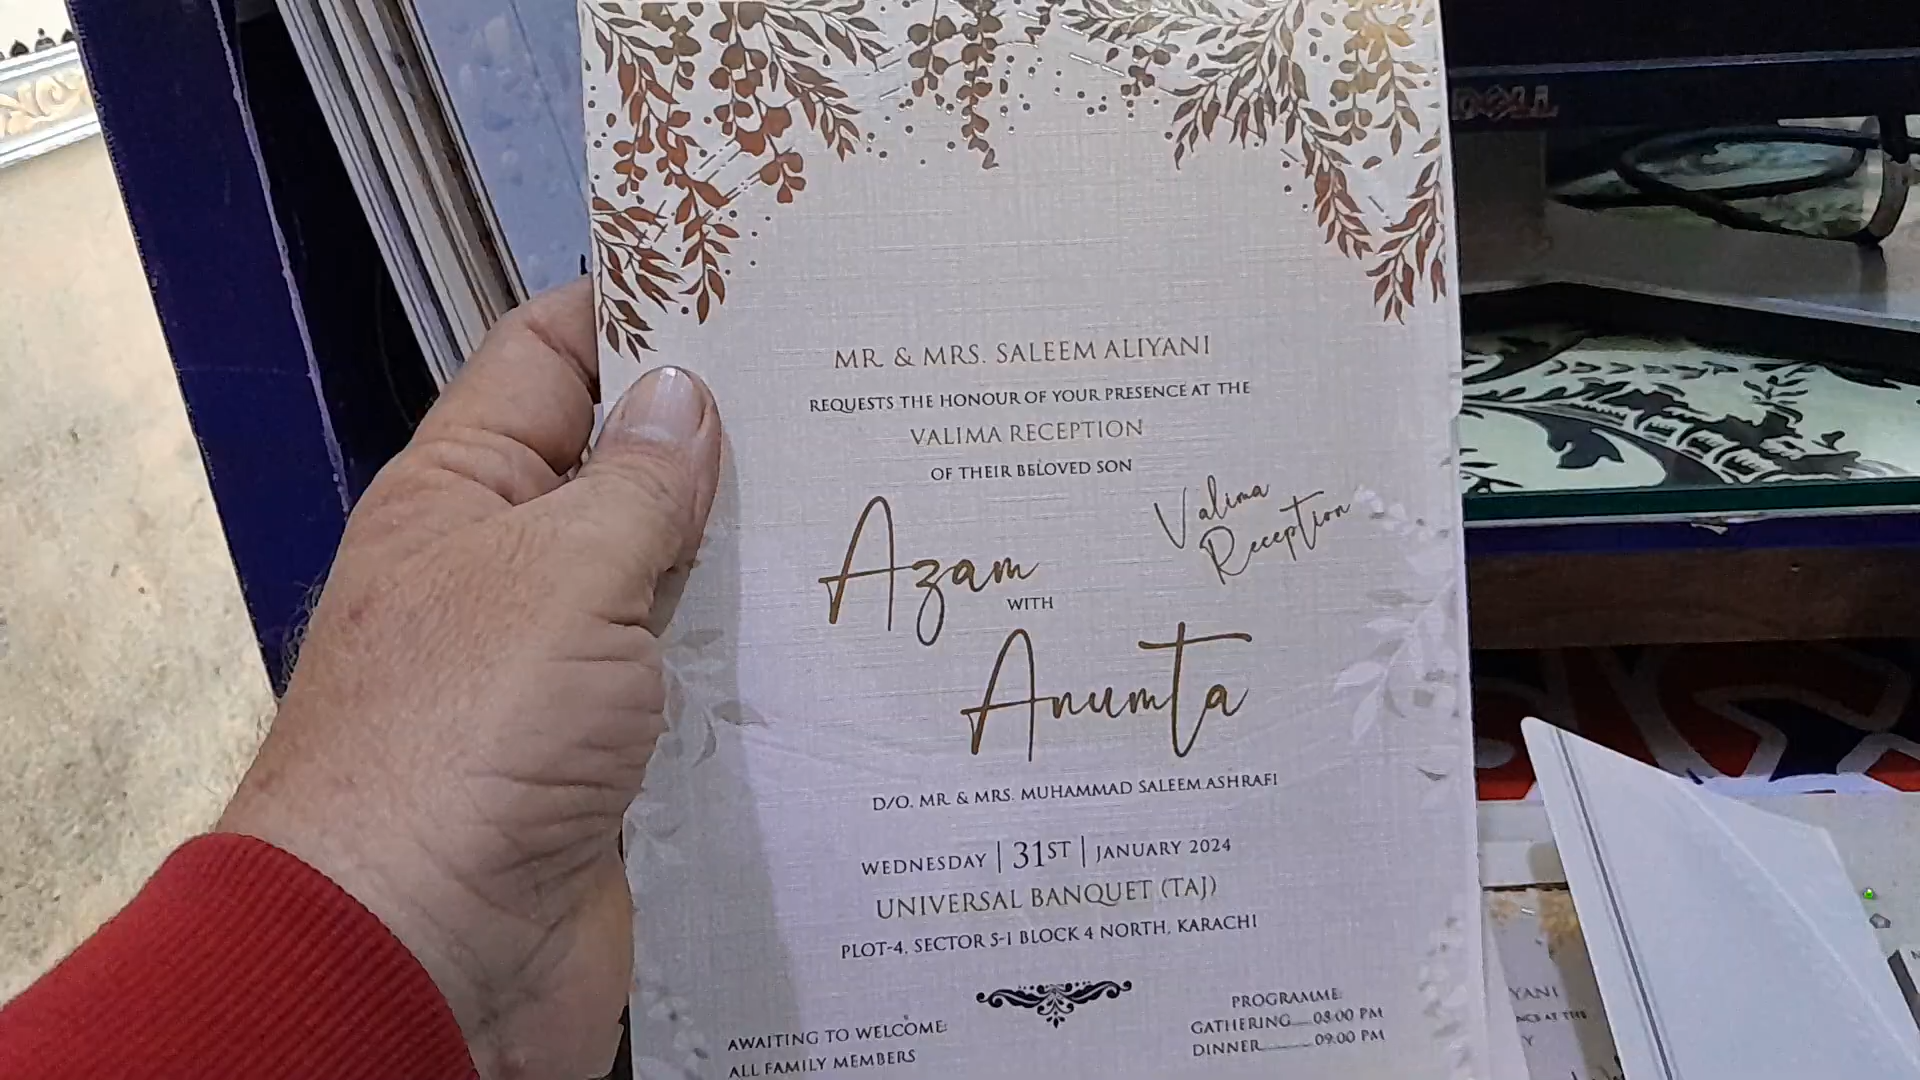 DELL
MR. & MRS. SALEEM ALIYANI
REQUESTS THE HONOUR OF YOUR PRESENCE AT THE
VALIMA RECEPTION
OF THEIR BELOVED SON
Azam
Valima
Reception
WITH
Anumta
D/O. MR. & MRS. MUHAMMAD SALEEM ASHRAFI
WEDNESDAY | 31ST | JANUARY 2024
UNIVERSAL BANQUET (TAJ)
PLOT-4, SECTOR 5-I BLOCK 4 NORTH, KARACHI
AWAITING TO WELCOME:
ALL FAMILY MEMBERS
PROGRAMME:
GATHERING.....08:00 PM
DINNER............09:00 PM
YANI